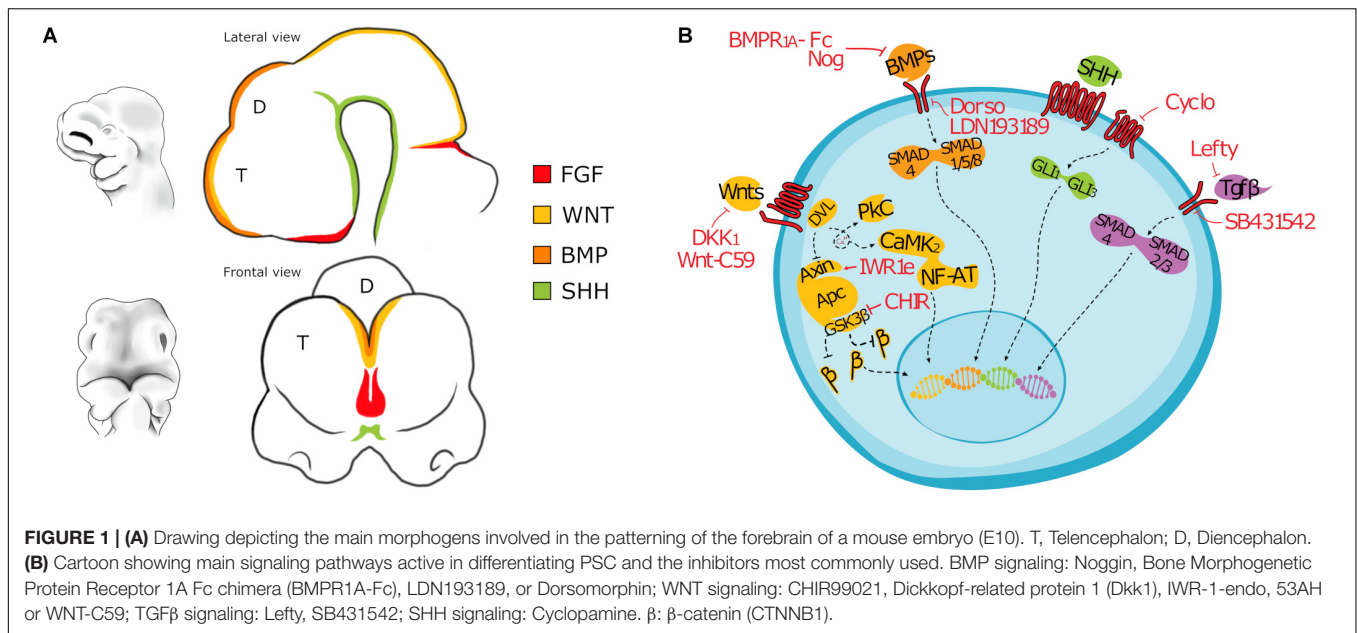 A
Lateral view
D
T
Frontal view
D
T
FGF
WNT
BMP
SHH
B
BMPR1A- Fc
Nog
BMPs
SHH
Dorso
LDN193189
Cyclo
SMAD
4
SMAD
1/5/8
GLI1
GLI3
Lefty
Tgfβ
SB431542
SMAD
4
SMAD
2/3
Wnts
DKK1
Wnt-C59
DVL
PkC
CaMK2
NF-AT
Axin
IWR1e
Apc
GSK3β
CHIR
β
β
β
FIGURE 1 | (A) Drawing depicting the main morphogens involved in the patterning of the forebrain of a mouse embryo (E10). T, Telencephalon; D, Diencephalon.
(B) Cartoon showing main signaling pathways active in differentiating PSC and the inhibitors most commonly used. BMP signaling: Noggin, Bone Morphogenetic
Protein Receptor 1A Fc chimera (BMPR1A-Fc), LDN193189, or Dorsomorphin; WNT signaling: CHIR99021, Dickkopf-related protein 1 (Dkk1), IWR-1-endo, 53AH
or WNT-C59; TGFβ signaling: Lefty, SB431542; SHH signaling: Cyclopamine. β: β-catenin (CTNNB1).